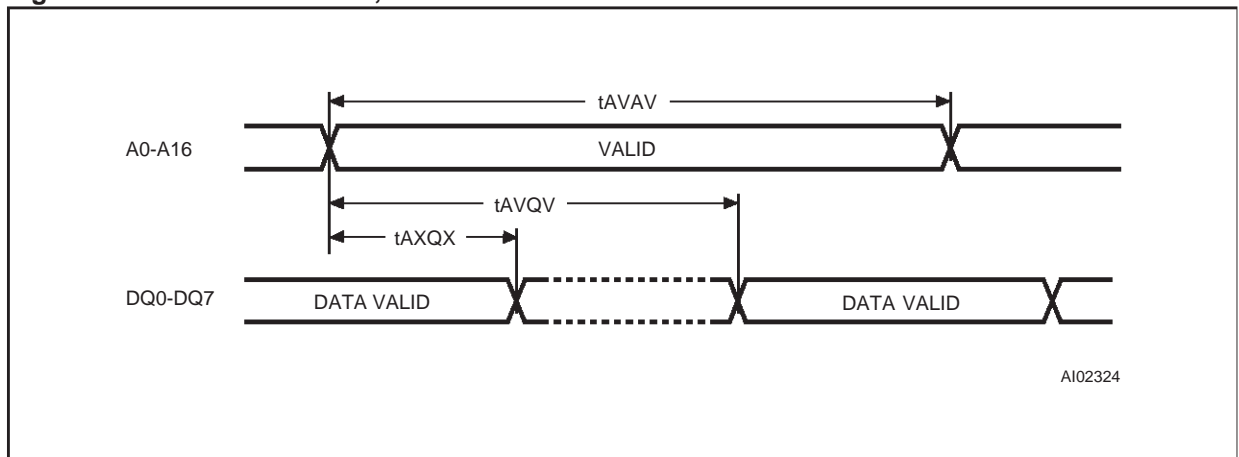 tAVAV
A0-A16
VALID
tAVQV
tAXQX
DQ0-DQ7
DATA VALID
DATA VALID
AI02324